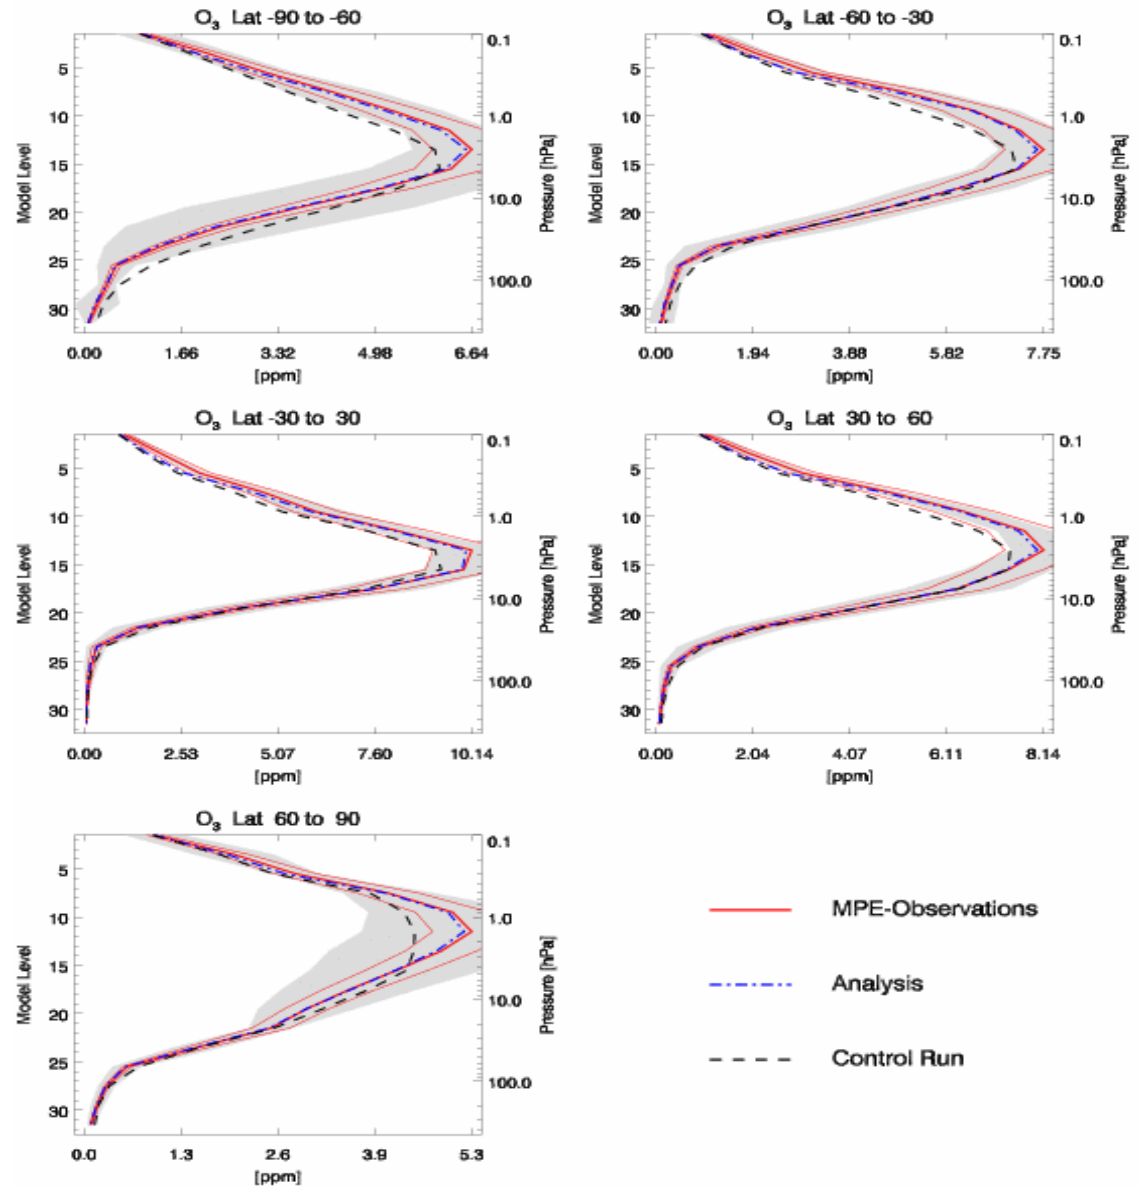 O3 Lat -90 to -60
O3 Lat -60 to -30
5
10
15
20
25
30
Model Level
0.1
1.0
10.0
100.0
Pressure [hPa]
0.00 1.66 3.32 4.98 6.64
[ppm]
5
10
15
20
25
30
Model Level
0.1
1.0
10.0
100.0
Pressure [hPa]
0.00 1.94 3.88 5.82 7.75
[ppm]
O3 Lat -30 to 30
O3 Lat 30 to 60
5
10
15
20
25
30
Model Level
0.1
1.0
10.0
100.0
Pressure [hPa]
0.00 2.53 5.07 7.60 10.14
[ppm]
5
10
15
20
25
30
Model Level
0.1
1.0
10.0
100.0
Pressure [hPa]
0.00 2.04 4.07 6.11 8.14
[ppm]
O3 Lat 60 to 90
5
10
15
20
25
30
Model Level
0.1
1.0
10.0
100.0
Pressure [hPa]
0.0 1.3 2.6 3.9 5.3
[ppm]
MPE-Observations
Analysis
Control Run